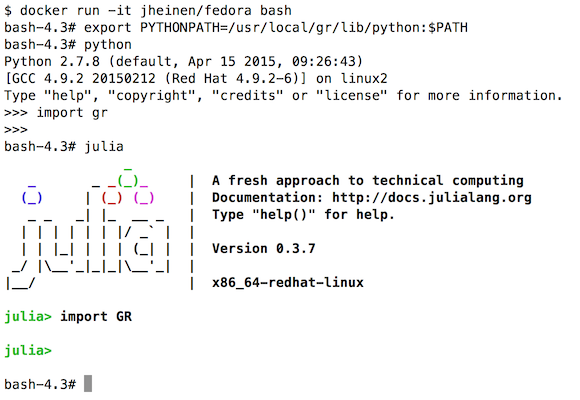 $ docker run -it jheinen/fedora bash
bash-4.3# export PYTHONPATH=/usr/local/gr/lib/python:$PATH
bash-4.3# python
Python 2.7.8 (default, Apr 15 2015, 09:26:43)
[GCC 4.9.2 20150212 (Red Hat 4.9.2-6)] on linux2
Type "help", "copyright", "credits" or "license" for more information.
>>> import gr
>>>
bash-4.3# julia
               _
   _       _ _(_)_     |  A fresh approach to technical computing
  (_)     | (_) (_)    |  Documentation: http://docs.julialang.org
   _ _   _| |_  __ _   |  Type "help()" for help.
  | | | | | | |/ _` |  |
  | | |_| | | | (_| |  |  Version 0.3.7
 _/ |\__'_|_|_|\__'_|  |
|__/                   |  x86_64-redhat-linux
julia> import GR
julia>
bash-4.3#